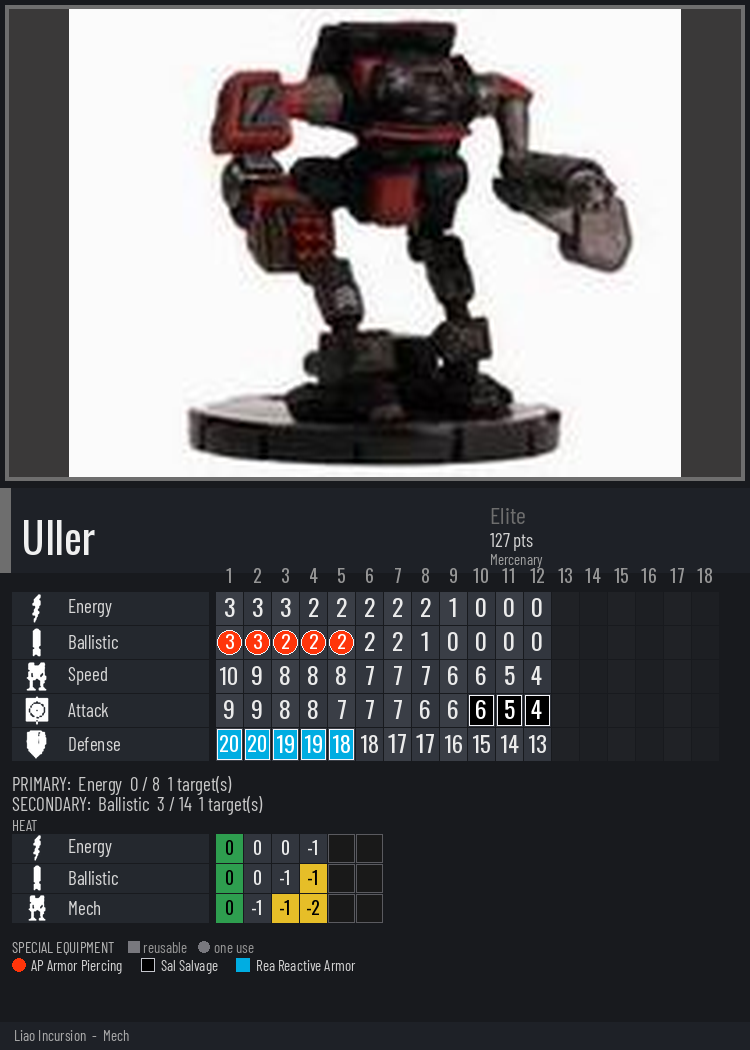 Uller
Elite
127 pts
Mercenary
1 2 3 4 5 6 7 8 9 10 11 12 13 14 15 16 17 18
Energy 3 3 3 2 2 2 2 2 1 0 0 0
Ballistic 3 3 2 2 2 2 2 1 0 0 0 0
Speed 10 9 8 8 8 7 7 7 6 6 5 4
Attack 9 9 8 8 7 7 7 6 6 6 5 4
Defense 20 20 19 19 18 18 17 17 16 15 14 13
PRIMARY: Energy 0 / 8 1 target(s)
SECONDARY: Ballistic 3 / 14 1 target(s)
HEAT
Energy 0 0 0 -1
Ballistic 0 0 -1 -1
Mech 0 -1 -1 -2
SPECIAL EQUIPMENT reusable one use
AP Armor Piercing Sal Salvage Rea Reactive Armor
Liao Incursion - Mech